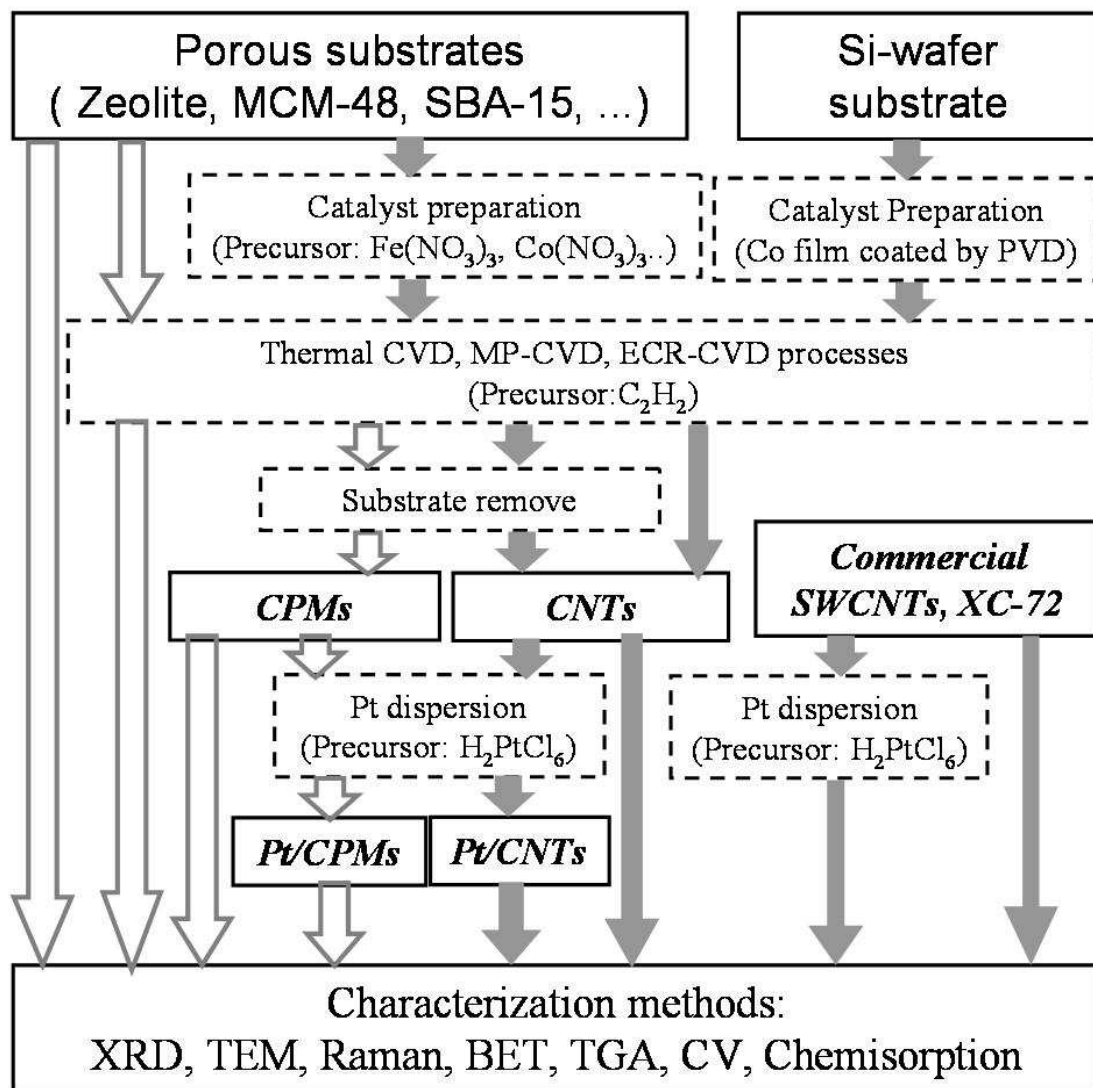 Porous substrates
( Zeolite, MCM-48, SBA-15, ...)
Si-wafer
substrate
Catalyst preparation
(Precursor: Fe(NO₃)₃, Co(NO₃)₃..)
Catalyst Preparation
(Co film coated by PVD)
Thermal CVD, MP-CVD, ECR-CVD processes
(Precursor:C₂H₂)
Substrate remove
Commercial
SWCNTs, XC-72
CPMs
CNTs
Pt dispersion
(Precursor: H₂PtCl₆)
Pt dispersion
(Precursor: H₂PtCl₆)
Pt/CPMs
Pt/CNTs
Characterization methods:
XRD, TEM, Raman, BET, TGA, CV, Chemisorption